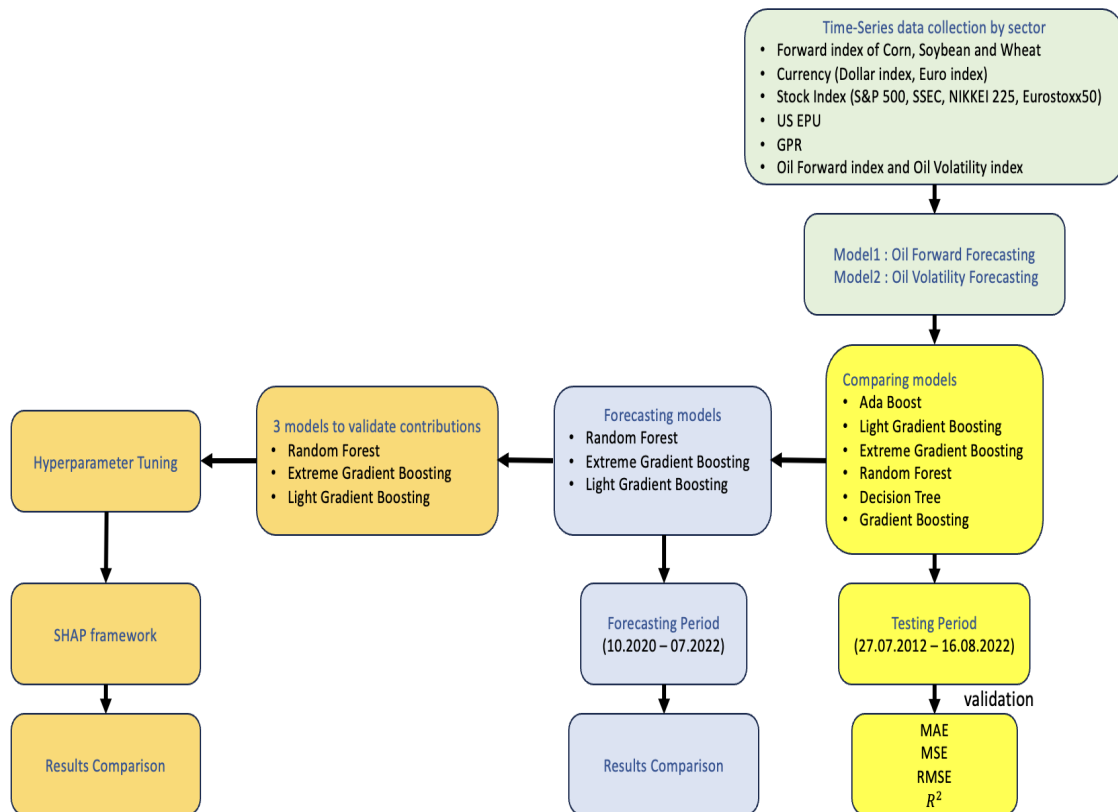 Time-Series data collection by sector
• Forward index of Corn, Soybean and Wheat
• Currency (Dollar index, Euro index)
• Stock Index (S&P 500, SSEC, NIKKEI 225, Eurostoxx50)
• US EPU
• GPR
• Oil Forward index and Oil Volatility index
Model1 : Oil Forward Forecasting
Model2 : Oil Volatility Forecasting
Comparing models
• Ada Boost
• Light Gradient Boosting
• Extreme Gradient Boosting
• Random Forest
• Decision Tree
• Gradient Boosting
Forecasting models
• Random Forest
• Extreme Gradient Boosting
• Light Gradient Boosting
3 models to validate contributions
• Random Forest
• Extreme Gradient Boosting
• Light Gradient Boosting
Hyperparameter Tuning
SHAP framework
Results Comparison
Forecasting Period
(10.2020 – 07.2022)
Results Comparison
Testing Period
(27.07.2012 – 16.08.2022)
validation
MAE
MSE
RMSE
R²